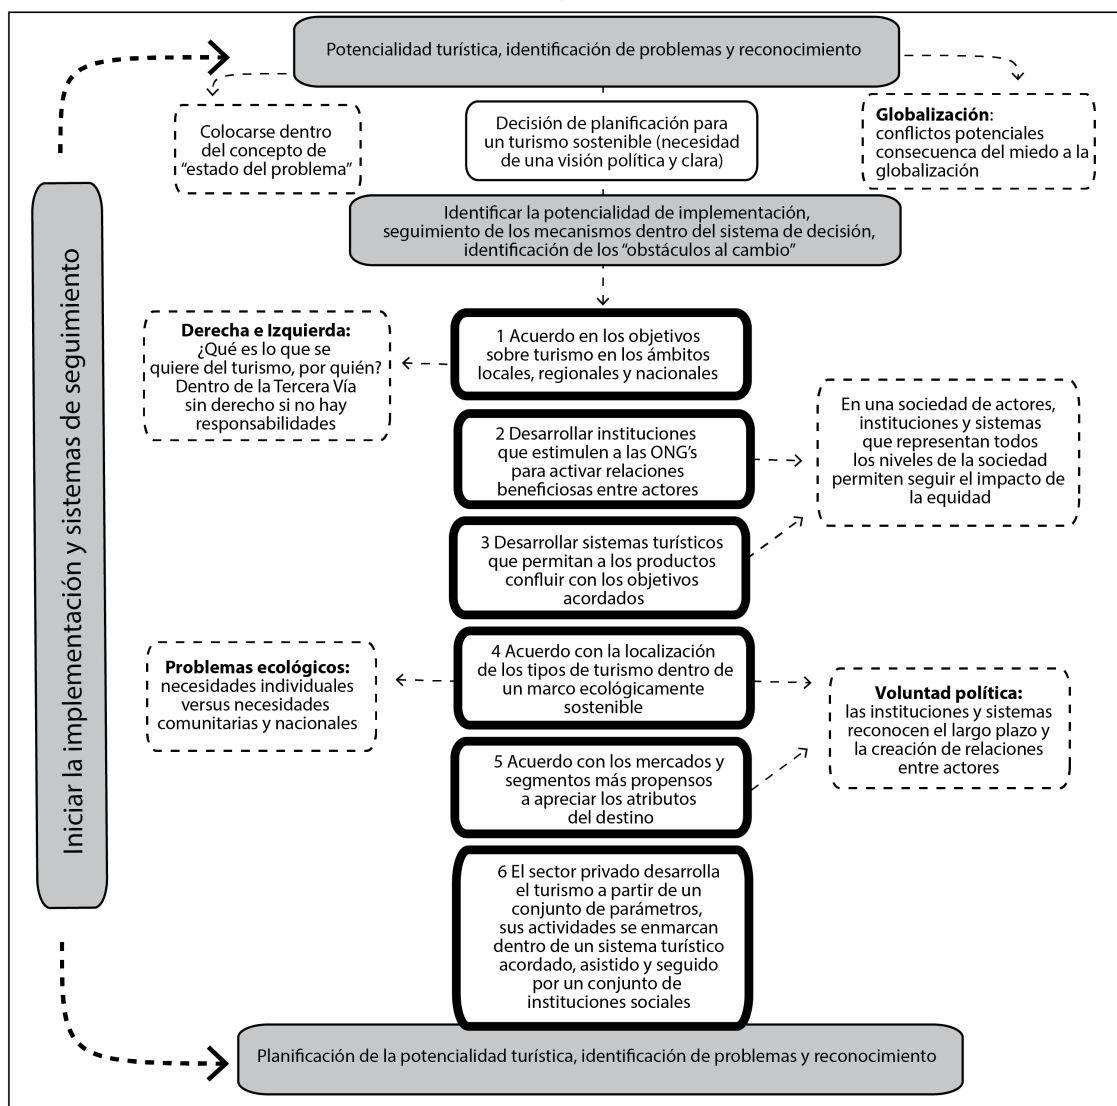 Potencialidad turística, identificación de problemas y reconocimiento
Colocarse dentro
del concepto de
“estado del problema”
Decisión de planificación para
un turismo sostenible (necesidad
de una visión política y clara)
Globalización:
conflictos potenciales
consecuenca del miedo a la
globalización
Identificar la potencialidad de implementación,
seguimiento de los mecanismos dentro del sistema de decisión,
identificación de los “obstáculos al cambio”
Iniciar la implementación y sistemas de seguimiento
Derecha e Izquierda:
¿Qué es lo que se
quiere del turismo, por quién?
Dentro de la Tercera Vía
sin derecho si no hay
responsabilidades
1 Acuerdo en los objetivos
sobre turismo en los ámbitos
locales, regionales y nacionales
2 Desarrollar instituciones
que estimulen a las ONG’s
para activar relaciones
beneficiosas entre actores
En una sociedad de actores,
instituciones y sistemas
que representan todos
los niveles de la sociedad
permiten seguir el impacto de
la equidad
3 Desarrollar sistemas turísticos
que permitan a los productos
confluir con los objetivos
acordados
Problemas ecológicos:
necesidades individuales
versus necesidades
comunitarias y nacionales
4 Acuerdo con la localización
de los tipos de turismo dentro de
un marco ecológicamente
sostenible
Voluntad política:
las instituciones y sistemas
reconocen el largo plazo y
la creación de relaciones
entre actores
5 Acuerdo con los mercados y
segmentos más propensos
a apreciar los atributos
del destino
6 El sector privado desarrolla
el turismo a partir de un
conjunto de parámetros,
sus actividades se enmarcan
dentro de un sistema turístico
acordado, asistido y seguido
por un conjunto de
instituciones sociales
Planificación de la potencialidad turística, identificación de problemas y reconocimiento